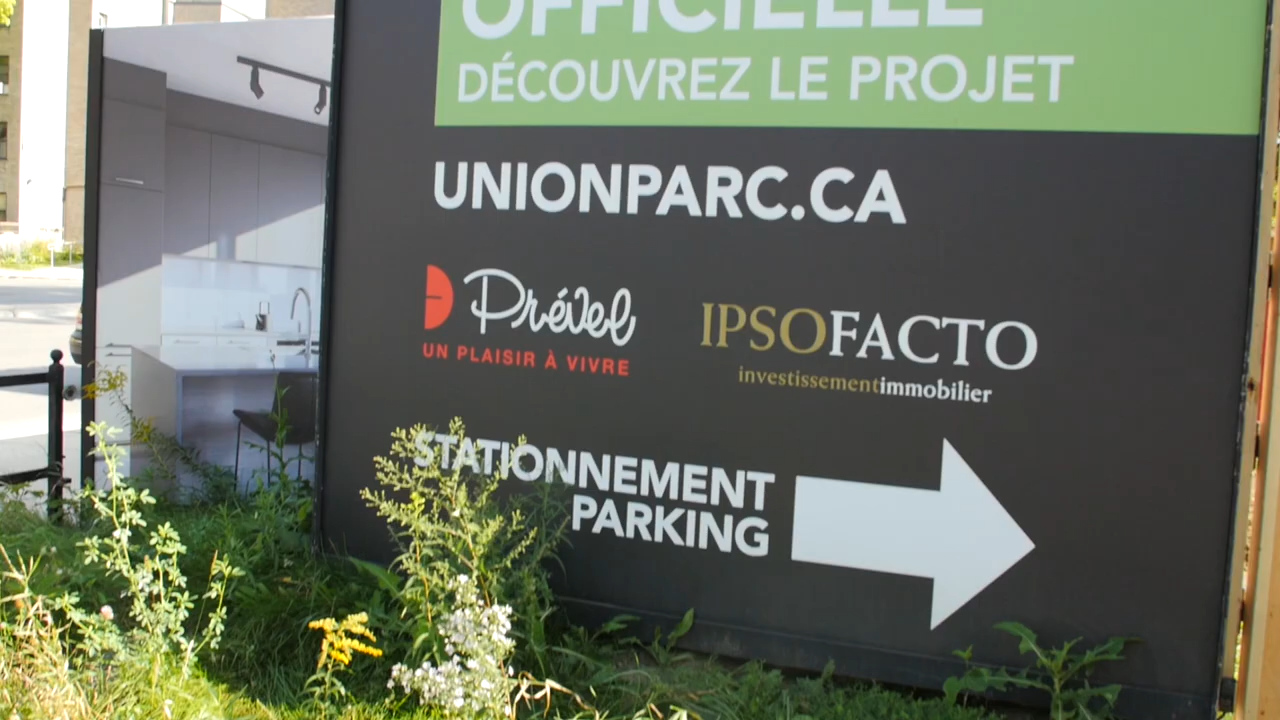 OFFICIELLE
DÉCOUVREZ LE PROJET
UNIONPARC.CA
Prével
UN PLAISIR À VIVRE
IPSOFACTO
investissementimmobilier
STATIONNEMENT
PARKING